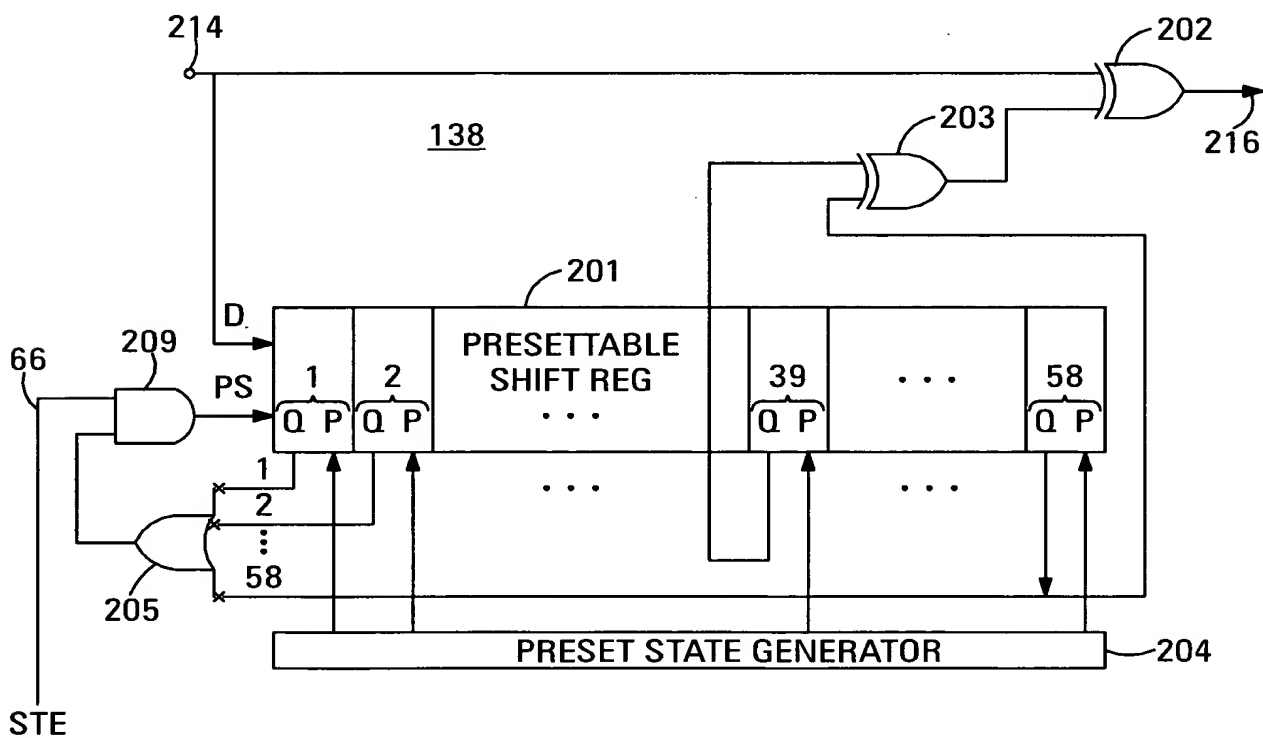 214
202
203
138
216
201
D
209
66
PRESETTABLE
SHIFT REG
PS
1
2
39
• • •
58
Q P
Q P
• • •
Q P
Q P
1
2
• • •
• • •
58
205
PRESET STATE GENERATOR
204
STE